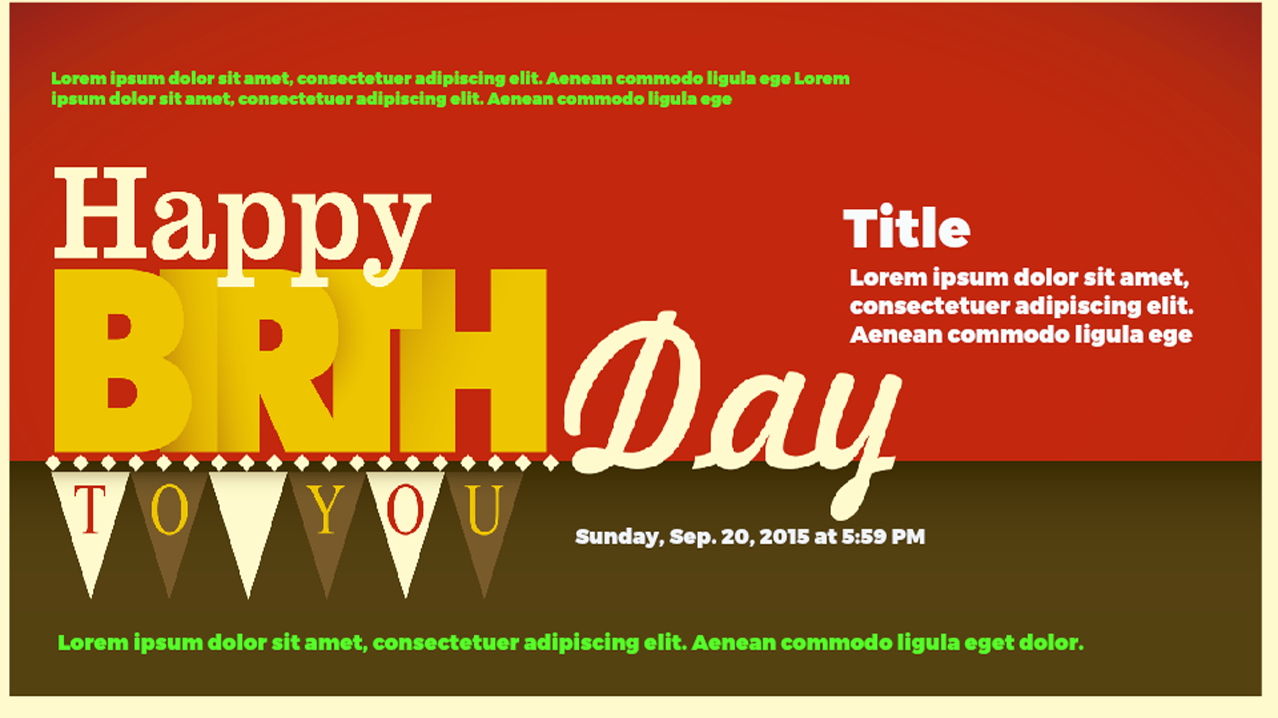 Lorem ipsum dolor sit amet, consectetuer adipiscing elit. Aenean commodo ligula ege Lorem
ipsum dolor sit amet, consectetuer adipiscing elit. Aenean commodo ligula ege
Happy
BIRTH
Day
Title
Lorem ipsum dolor sit amet,
consectetuer adipiscing elit.
Aenean commodo ligula ege
TO YOU
Sunday, Sep. 20, 2015 at 5:59 PM
Lorem ipsum dolor sit amet, consectetuer adipiscing elit. Aenean commodo ligula eget dolor.